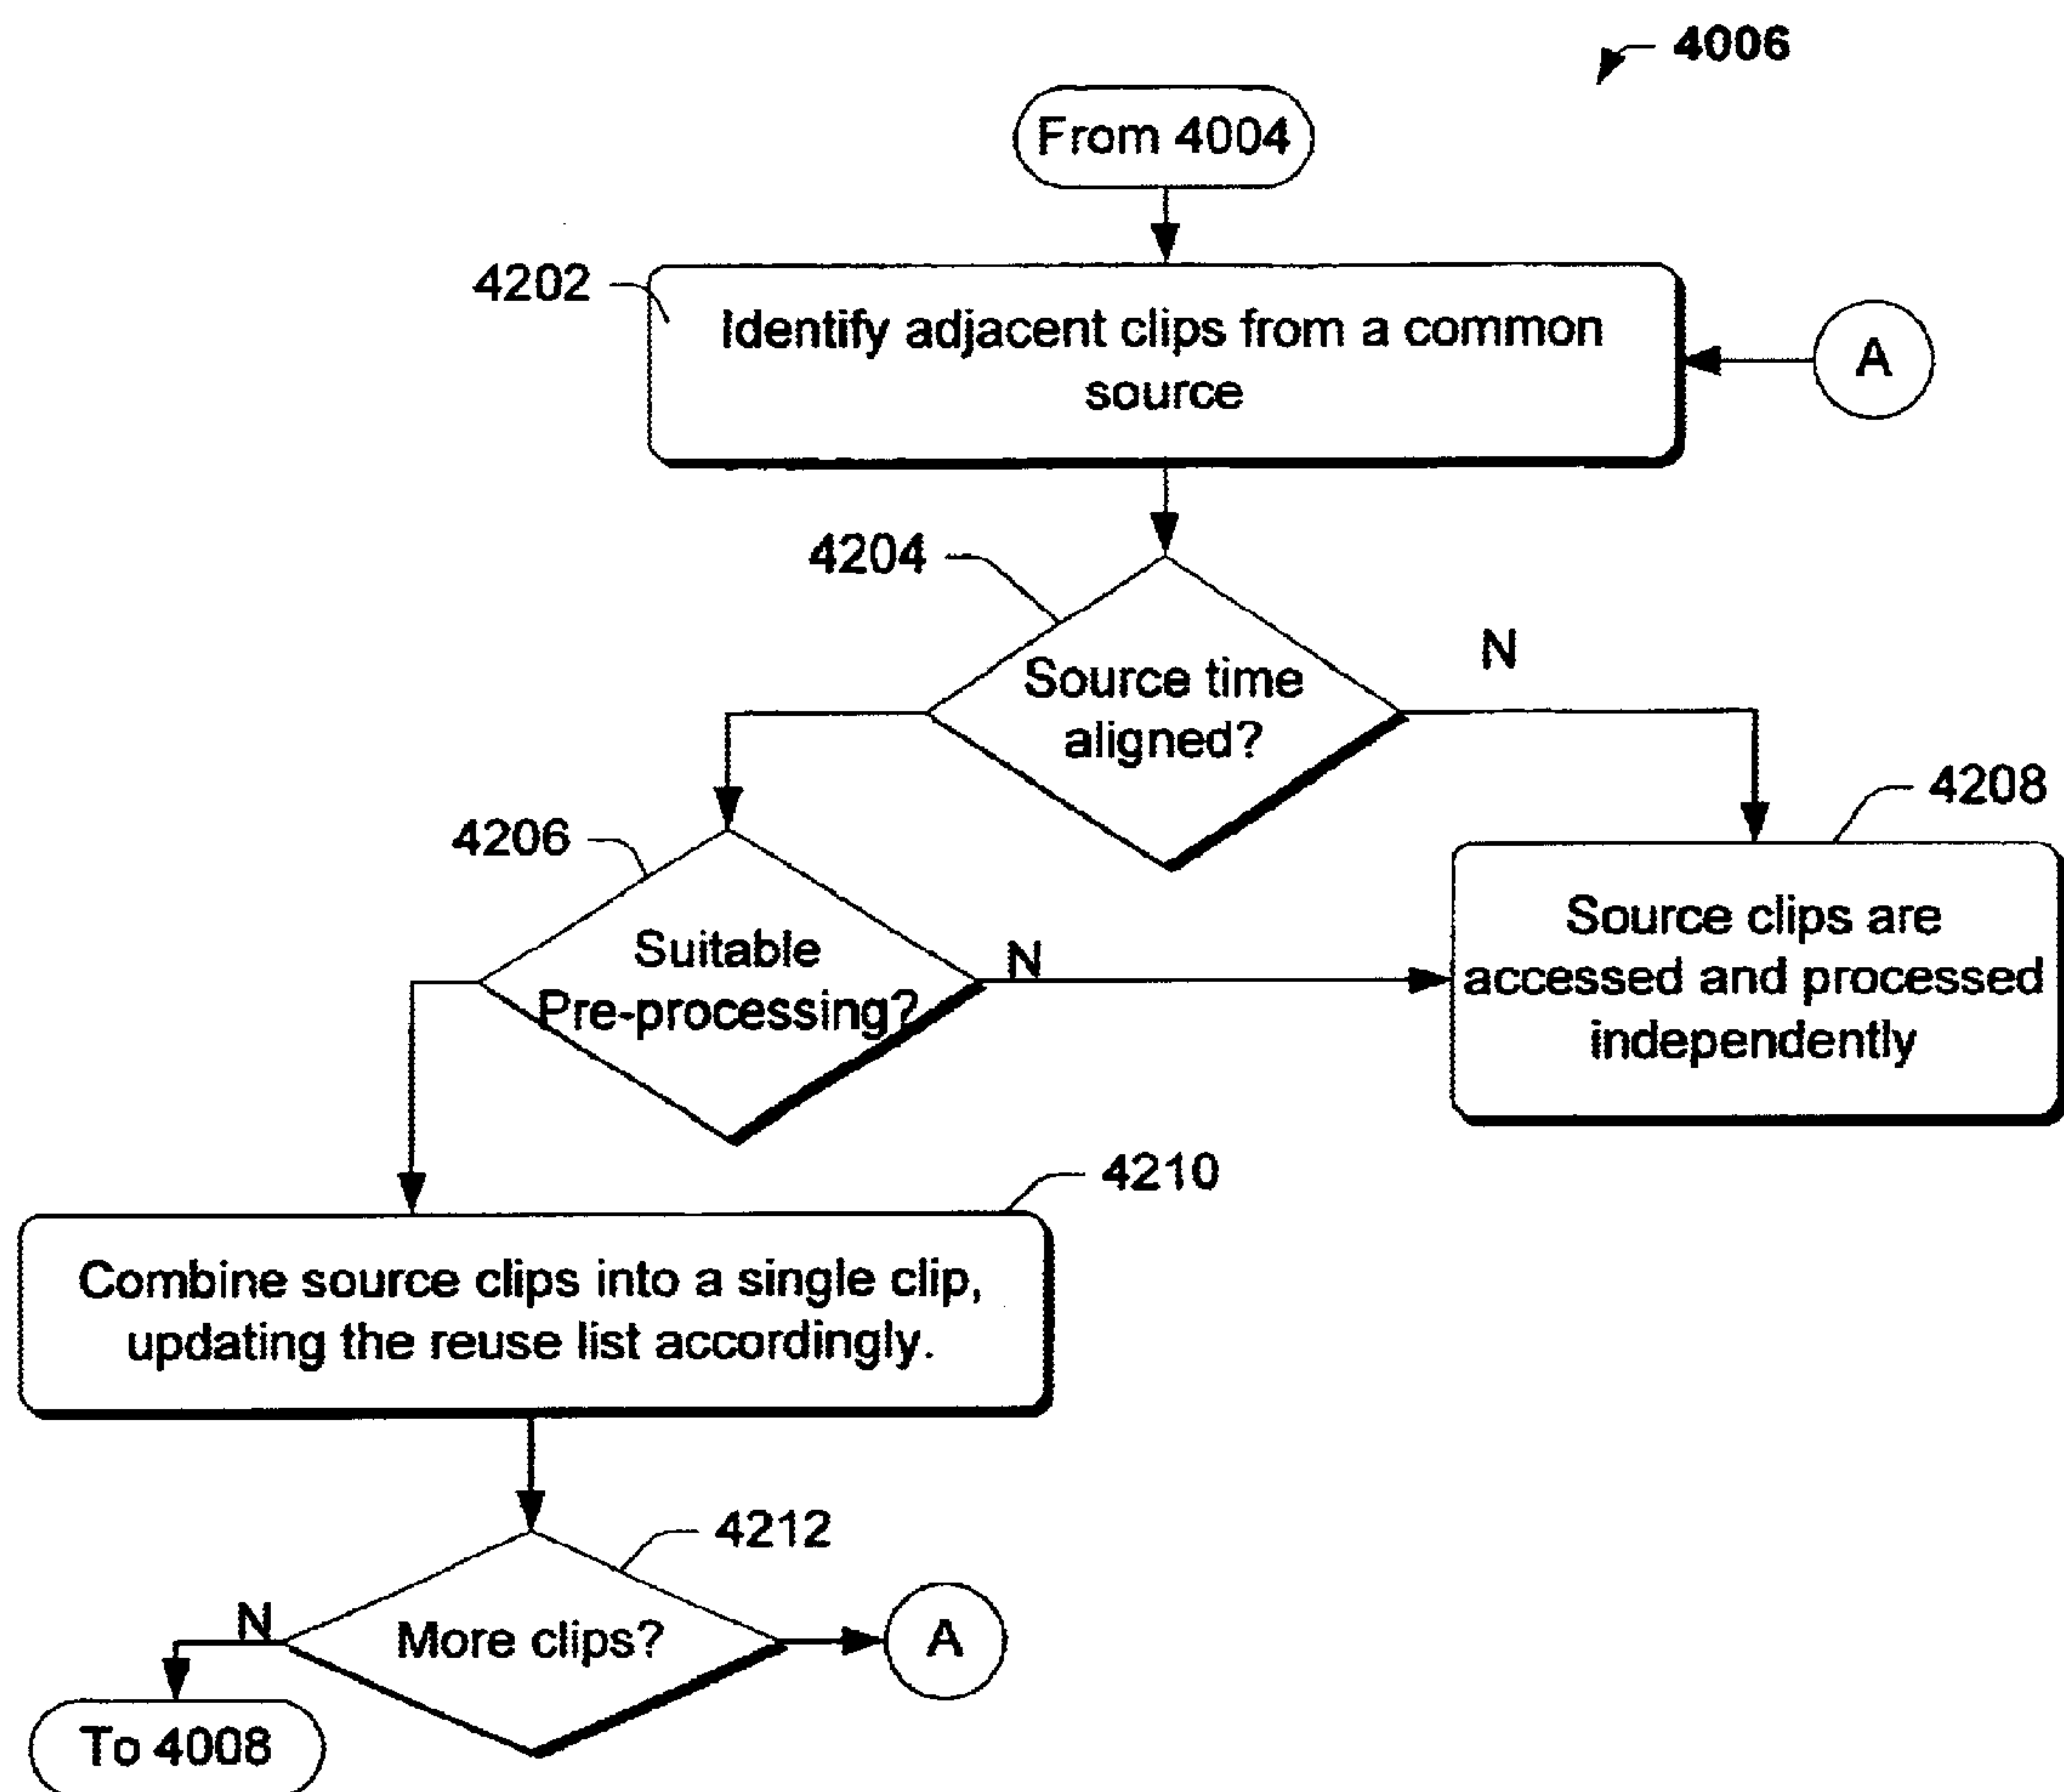 4006
From 4004
4202
Identify adjacent clips from a common
source
A
4204
Source time
aligned?
N
4206
Suitable
Pre-processing?
N
4208
Source clips are
accessed and processed
independently
4210
Combine source clips into a single clip,
updating the reuse list accordingly.
4212
More clips?
N
A
To 4008